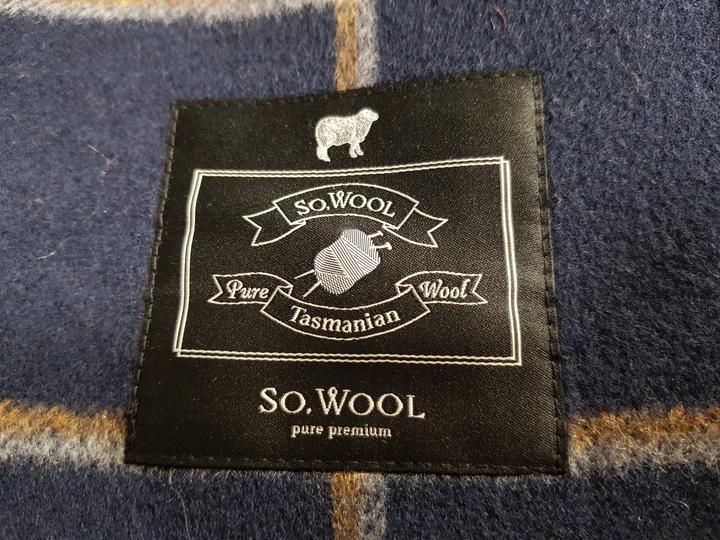 So.WOOL
Pure Tasmanian Wool
SO.WOOL
pure premium